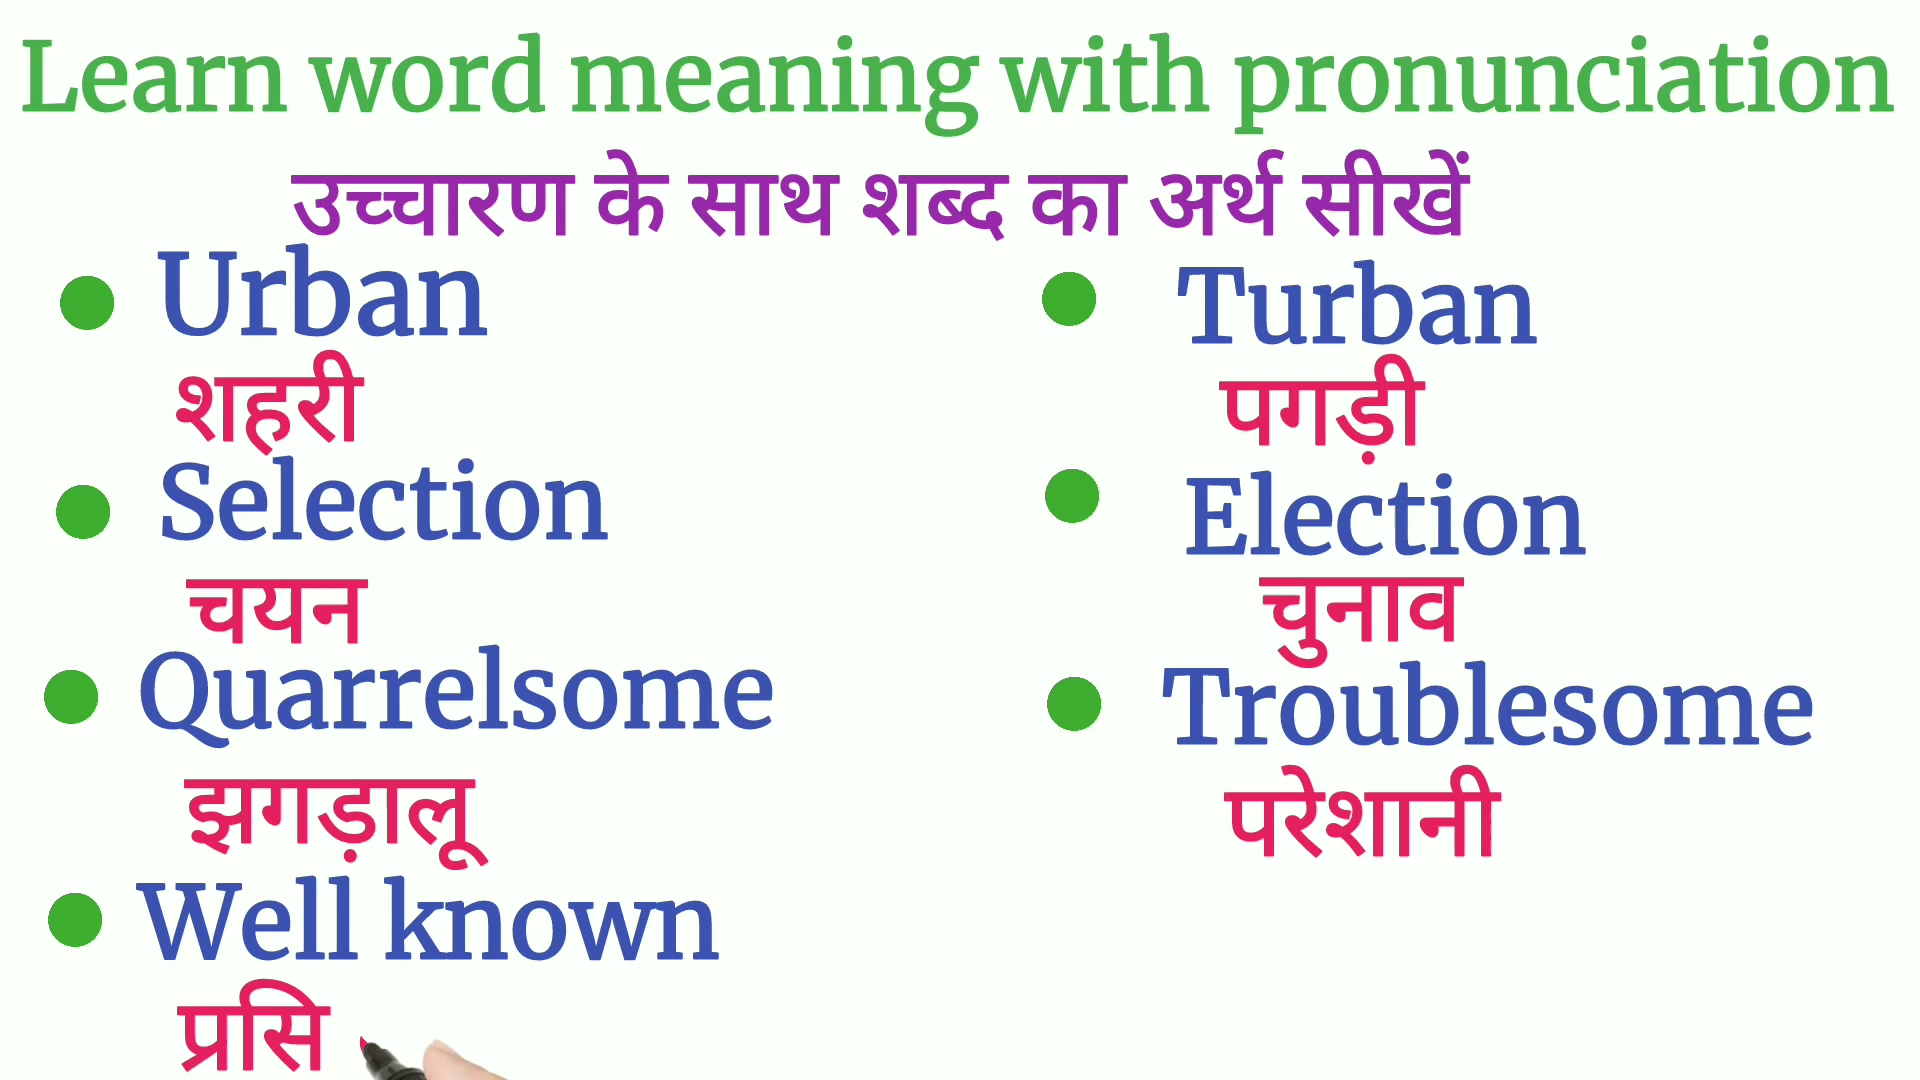 Learn word meaning with pronunciation
उच्चारण के साथ शब्द का अर्थ सीखें
Urban
शहरी
Turban
पगड़ी
Selection
चयन
Election
चुनाव
Quarrelsome
झगड़ालू
Troublesome
परेशानी
Well known
प्रसि